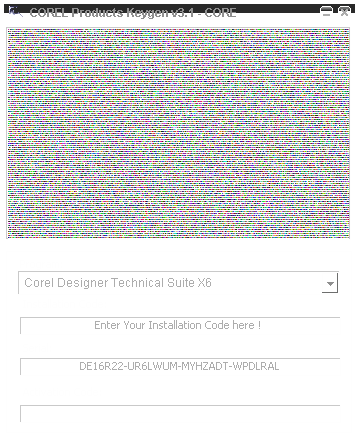 COREL Products Keygen v3.1 - CORE
Corel Designer Technical Suite X6
Enter Your Installation Code here !
DE16R22-UR6LWUM-MYHZADT-WPDLRAL